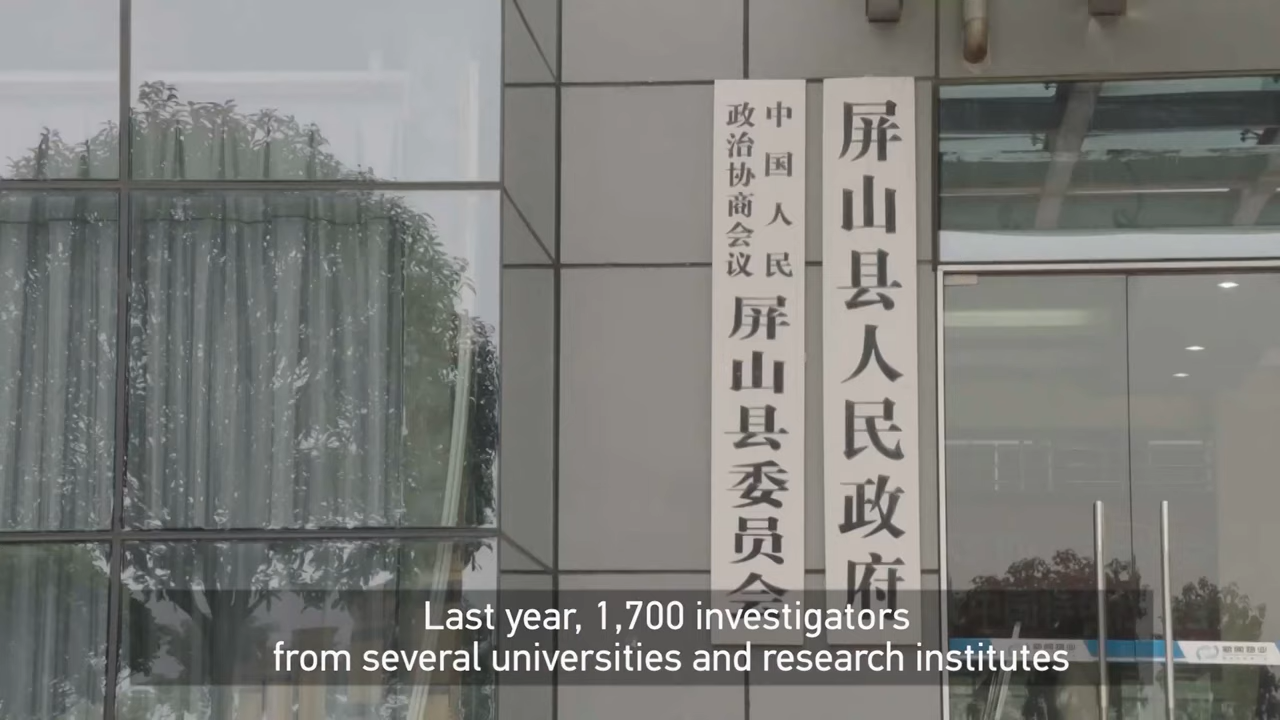 屏山县人民政府
中国人民
政治协商会议
屏山县委员会
Last year, 1,700 investigators
from several universities and research institutes